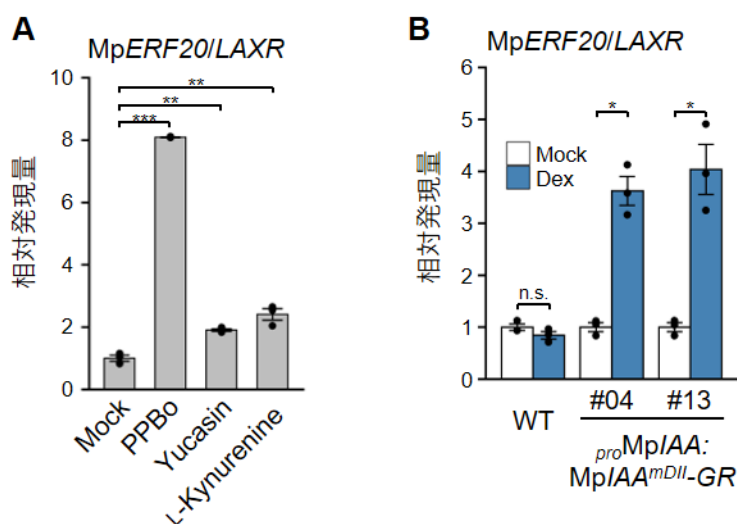 A
MpERF20/LAXR
相対発現量
10
8
6
4
2
0
**
**
***
Mock
PPBo
Yucasin
L-Kynurenine
B
MpERF20/LAXR
相対発現量
6
5
4
3
2
1
0
Mock
Dex
n.s.
*
*
WT
#04
#13
proMpIAA:
MpIAAmDII-GR